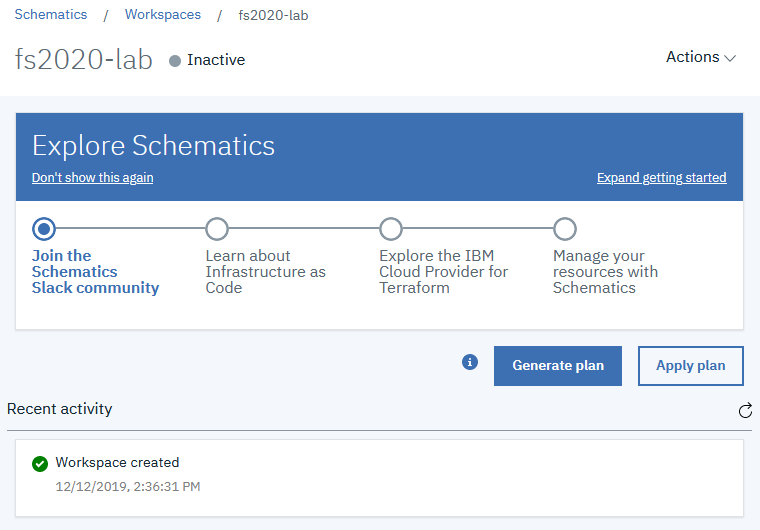 Schematics / Workspaces / fs2020-lab
fs2020-lab Inactive Actions
Explore Schematics
Don't show this again Expand getting started
Join the
Schematics
Slack community
Learn about
Infrastructure as
Code
Explore the IBM
Cloud Provider for
Terraform
Manage your
resources with
Schematics
Generate plan Apply plan
Recent activity
Workspace created
12/12/2019, 2:36:31 PM